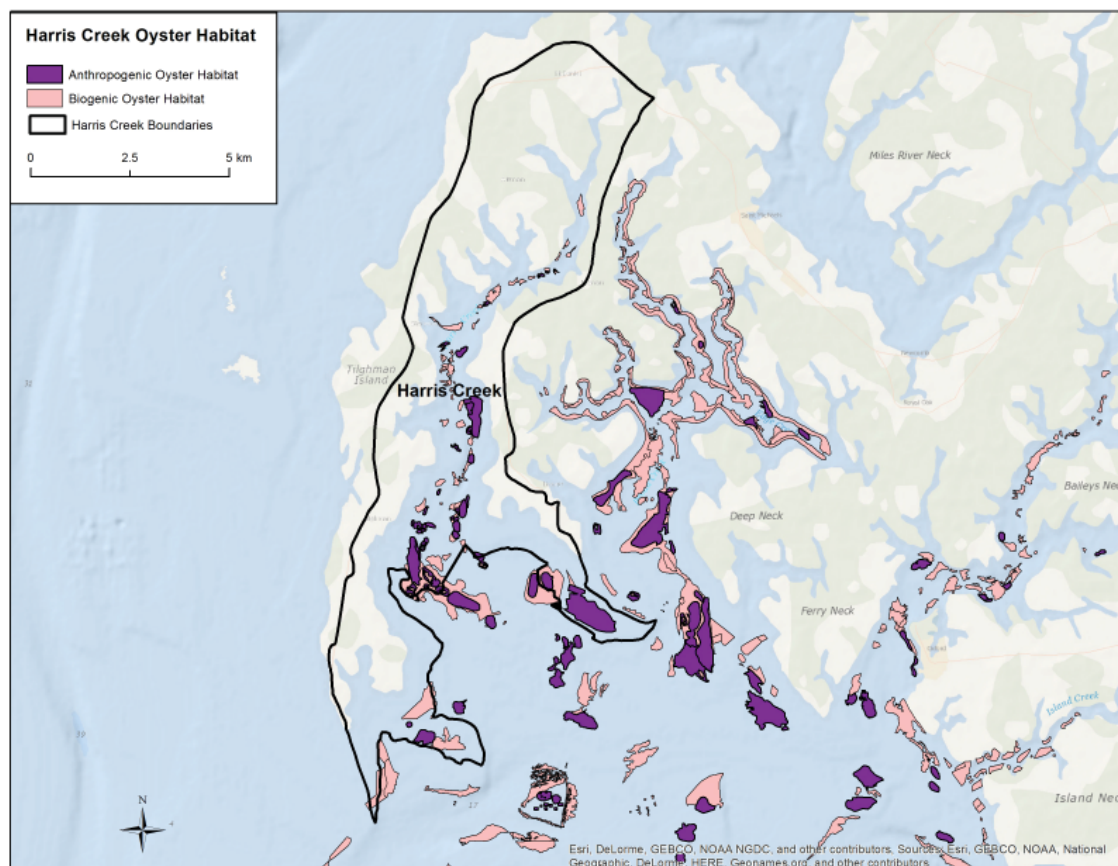 Harris Creek Oyster Habitat
Anthropogenic Oyster Habitat
Biogenic Oyster Habitat
Harris Creek Boundaries
0 2.5 5 km
Miles River Neck
Tilghman
Island
Harris Creek
Baileys Nec
Deep Neck
Ferry Neck
Island Creek
17
N
Island Nec
Esri, DeLorme, GEBCO, NOAA NGDC, and other contributors, Sources: Esri, GEBCO, NOAA, National
Geographic, DeLorme, HERE, Geonames.org, and other contributors